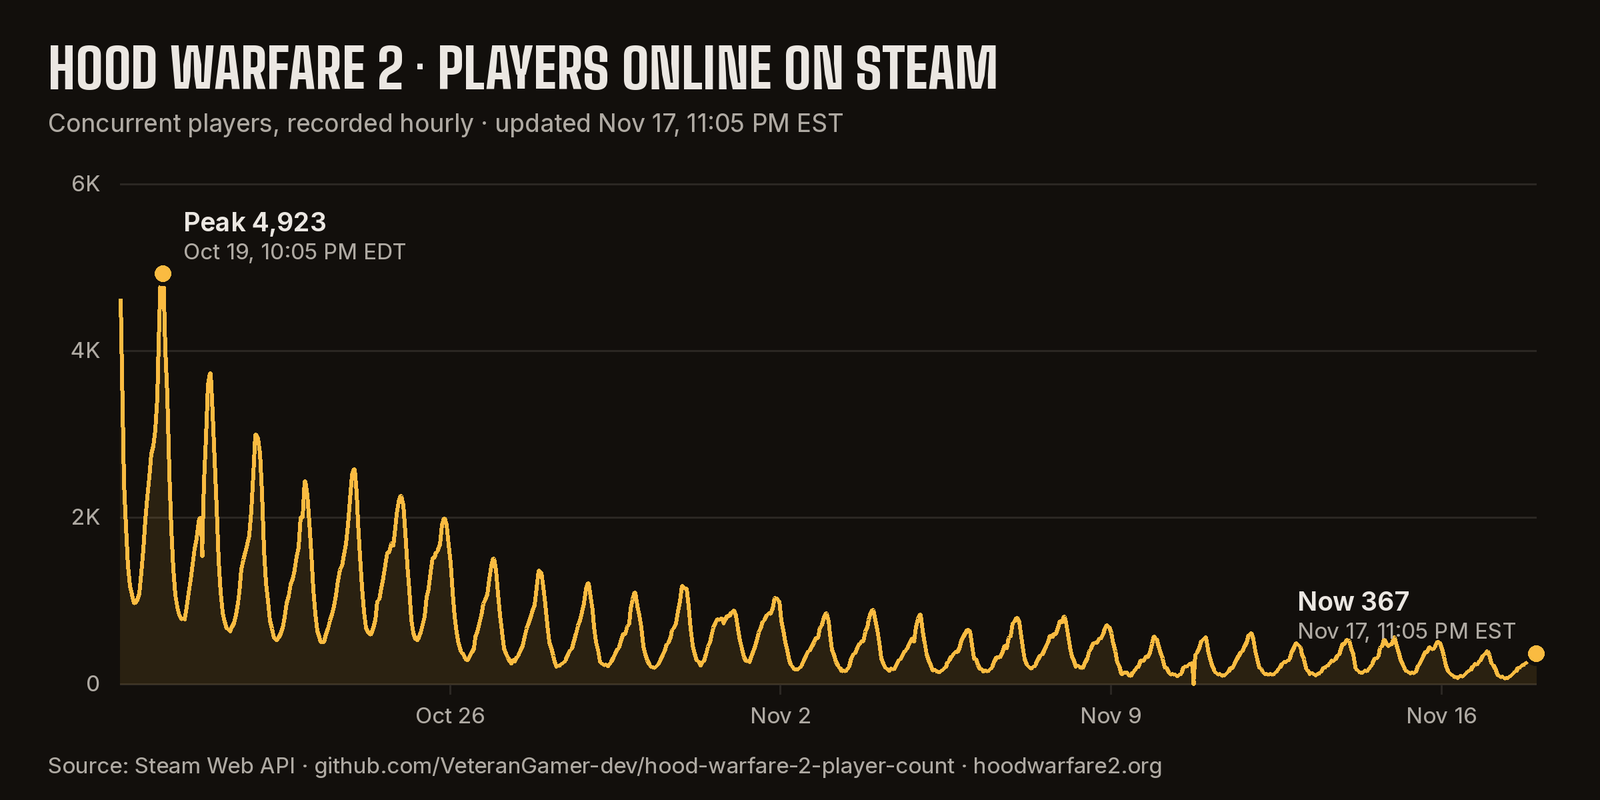 HOOD WARFARE 2 · PLAYERS ONLINE ON STEAM
Concurrent players, recorded hourly · updated Nov 17, 11:05 PM EST
6K
Peak 4,923
Oct 19, 10:05 PM EDT
4K
2K
Now 367
Nov 17, 11:05 PM EST
0
Oct 26 Nov 2 Nov 9 Nov 16
Source: Steam Web API · github.com/VeteranGamer-dev/hood-warfare-2-player-count · hoodwarfare2.org